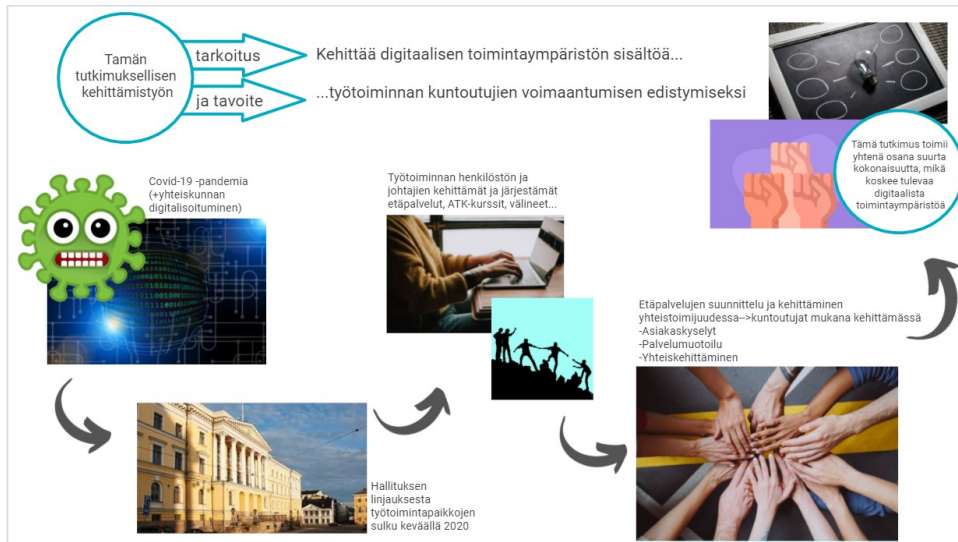 Tamän
tutkimuksellisen
kehittämistyön
tarkoitus
ja tavoite
Kehittää digitaalisen toimintaympäristön sisältöä...
...työtoiminnan kuntoutujien voimaantumisen edistymiseksi
Covid-19 -pandemia
(+yhteiskunnan
digitalisoituminen)
Hallituksen
linjauksesta
työtoimintapaikkojen
sulku keväällä 2020
Työtoiminnan henkilöstön ja
johtajien kehittämät ja järjestämät
etäpalvelut, ATK-kurssit, välineet...
Etäpalvelujen suunnittelu ja kehittäminen
yhteistoimijuudessa-->kuntoutujat mukana kehittämässä
-Asiakaskyselyt
-Palvelumuotoilu
-Yhteiskehittäminen
Tämä tutkimus toimii
yhtenä osana suurta
kokonaisuutta, mikä
koskee tulevaa
digitaalista
toimintaympäristöä